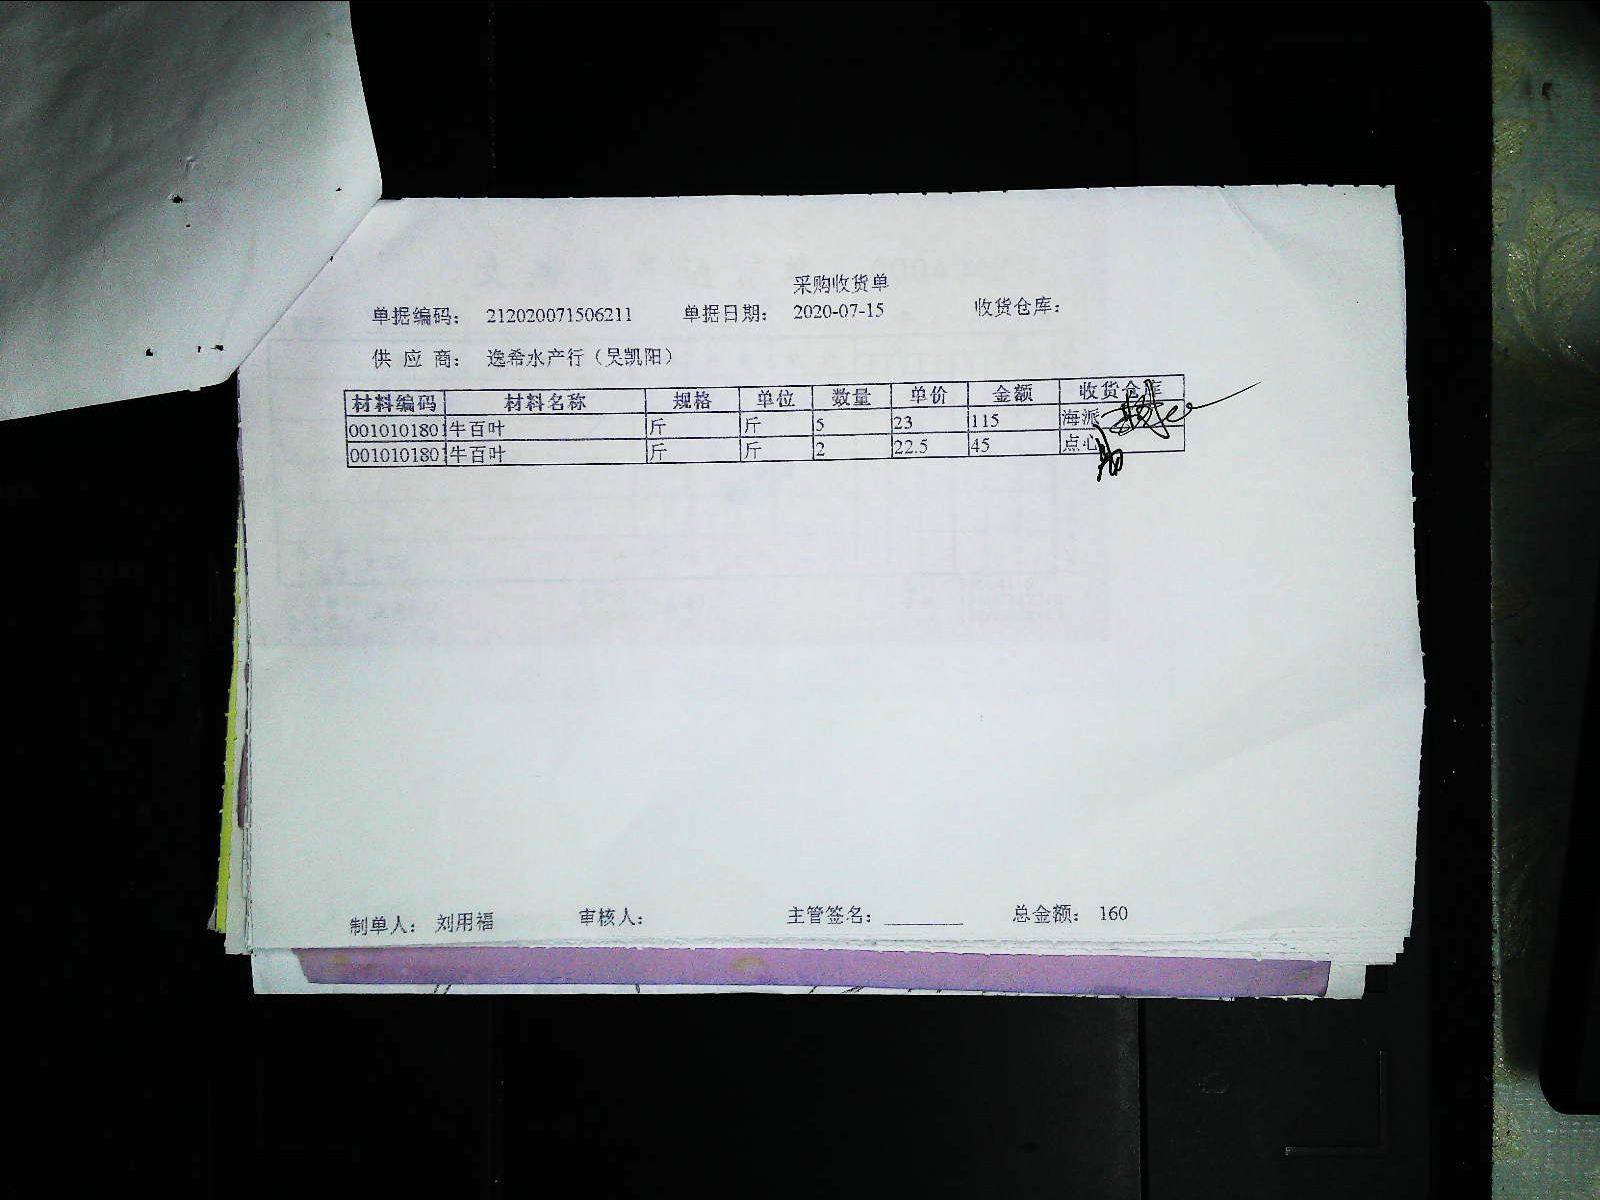 采购收货单
单据编码： 212020071506211 单据日期： 2020-07-15 收货仓库：
供 应 商： 逸希水产行（吴凯阳）
材料编码 材料名称 规格 单位 数量 单价 金额 收货仓库
001010180 牛百叶 斤 斤 5 23 115 海派
001010180 牛百叶 斤 斤 2 22.5 45 点心
制单人： 刘用福 审核人： 主管签名： 总金额： 160